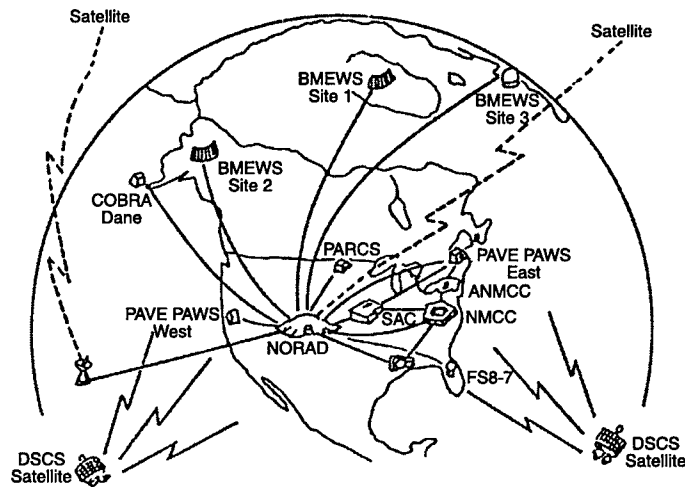 Satellite
Satellite
BMEWS
Site 1
BMEWS
Site 3
BMEWS
Site 2
COBRA
Dane
PARCS
PAVE PAWS
East
ANMCC
PAVE PAWS
West
SAC
NMCC
NORAD
FS8-7
DSCS
Satellite
DSCS
Satellite